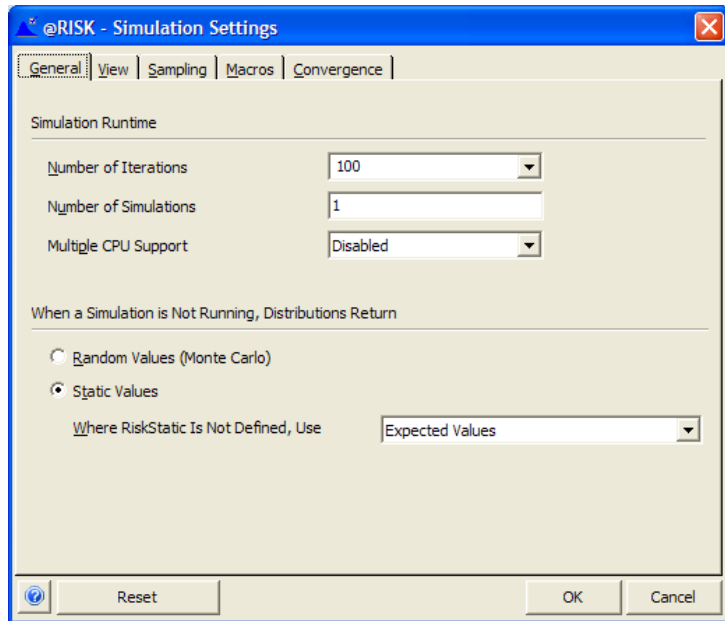 @RISK - Simulation Settings
General View Sampling Macros Convergence
Simulation Runtime
Number of Iterations 100
Number of Simulations 1
Multiple CPU Support Disabled
When a Simulation is Not Running, Distributions Return
Random Values (Monte Carlo)
Static Values
Where RiskStatic Is Not Defined, Use Expected Values
Reset OK Cancel